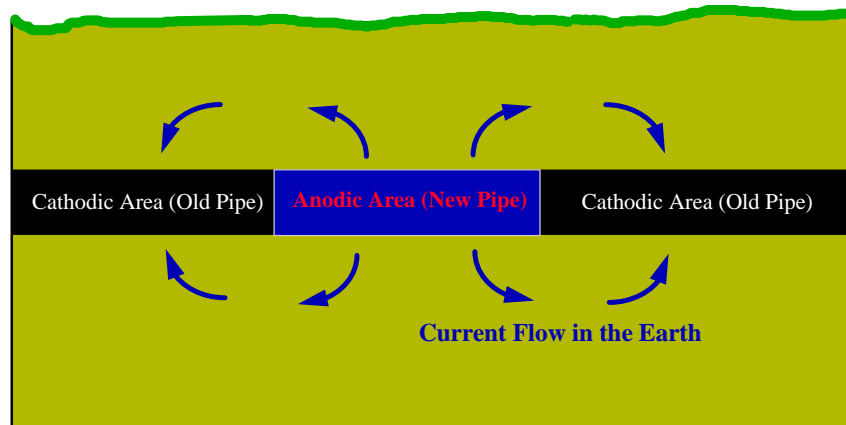 Cathodic Area (Old Pipe)
Anodic Area (New Pipe)
Cathodic Area (Old Pipe)
Current Flow in the Earth